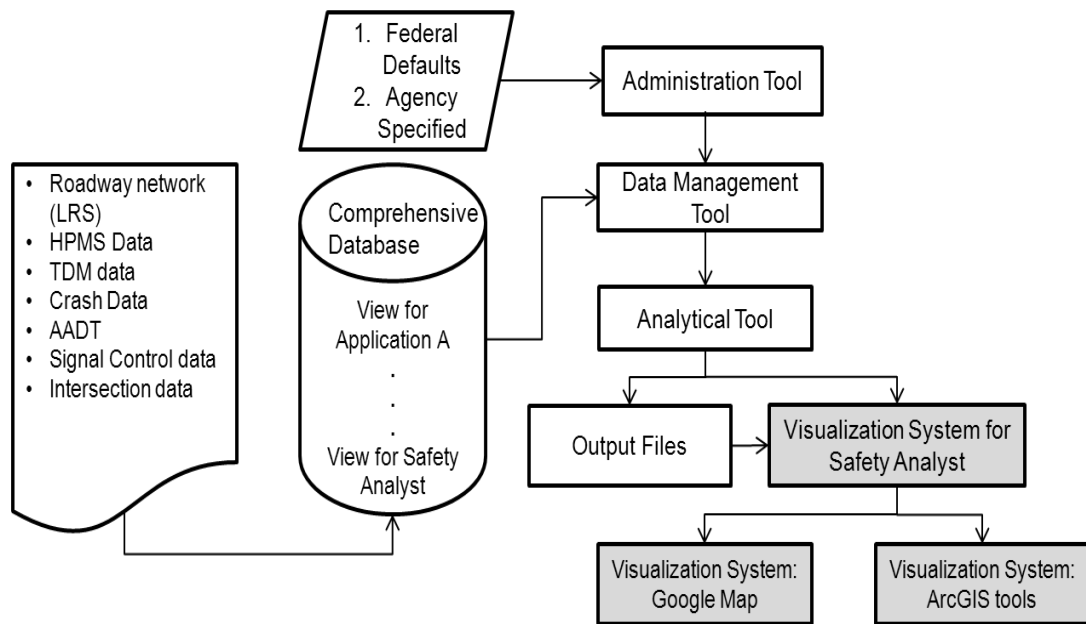 1. Federal
Defaults
2. Agency
Specified
Administration Tool
• Roadway network
(LRS)
• HPMS Data
• TDM data
• Crash Data
• AADT
• Signal Control data
• Intersection data
Comprehensive
Database
View for
Application A
.
.
.
View for Safety
Analyst
Data Management
Tool
Analytical Tool
Output Files
Visualization System for
Safety Analyst
Visualization System:
Google Map
Visualization System:
ArcGIS tools